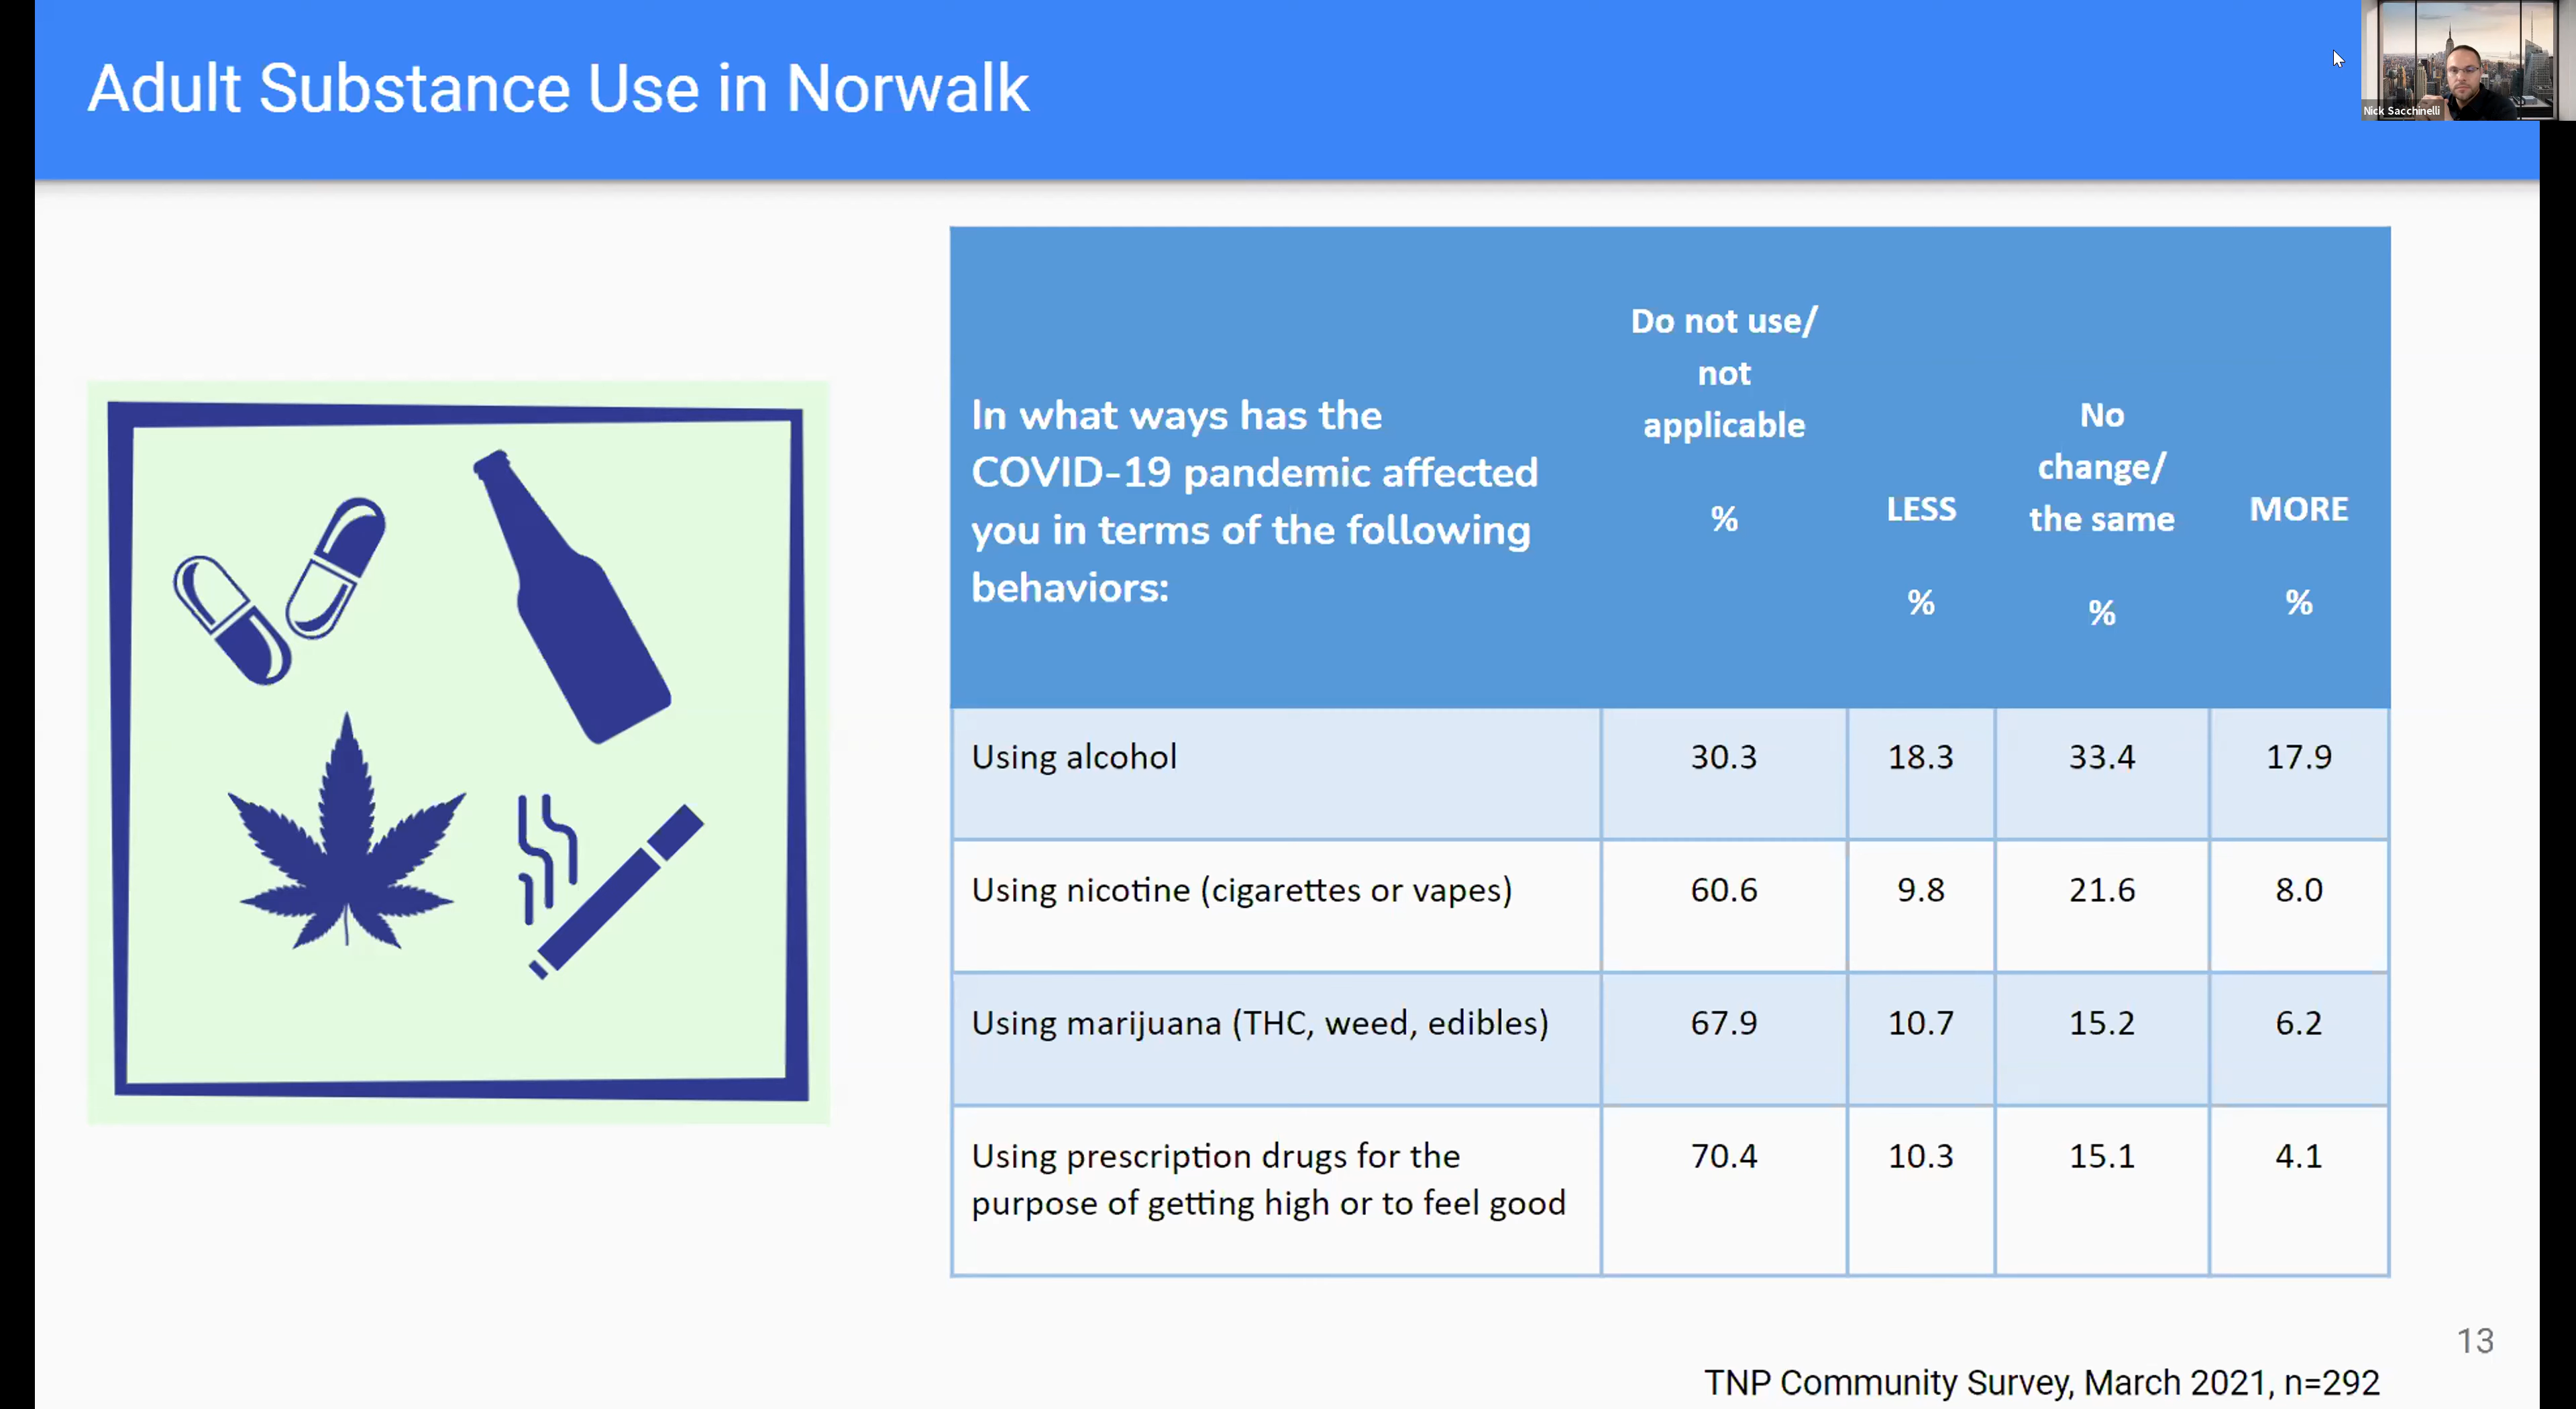 Adult Substance Use in Norwalk
Nick Sacchinelli
In what ways has the
COVID-19 pandemic affected
you in terms of the following
behaviors:
Do not use/
not
applicable
%
LESS
%
No
change/
the same
%
MORE
%
Using alcohol 30.3 18.3 33.4 17.9
Using nicotine (cigarettes or vapes) 60.6 9.8 21.6 8.0
Using marijuana (THC, weed, edibles) 67.9 10.7 15.2 6.2
Using prescription drugs for the 70.4 10.3 15.1 4.1
purpose of getting high or to feel good
13
TNP Community Survey, March 2021, n=292